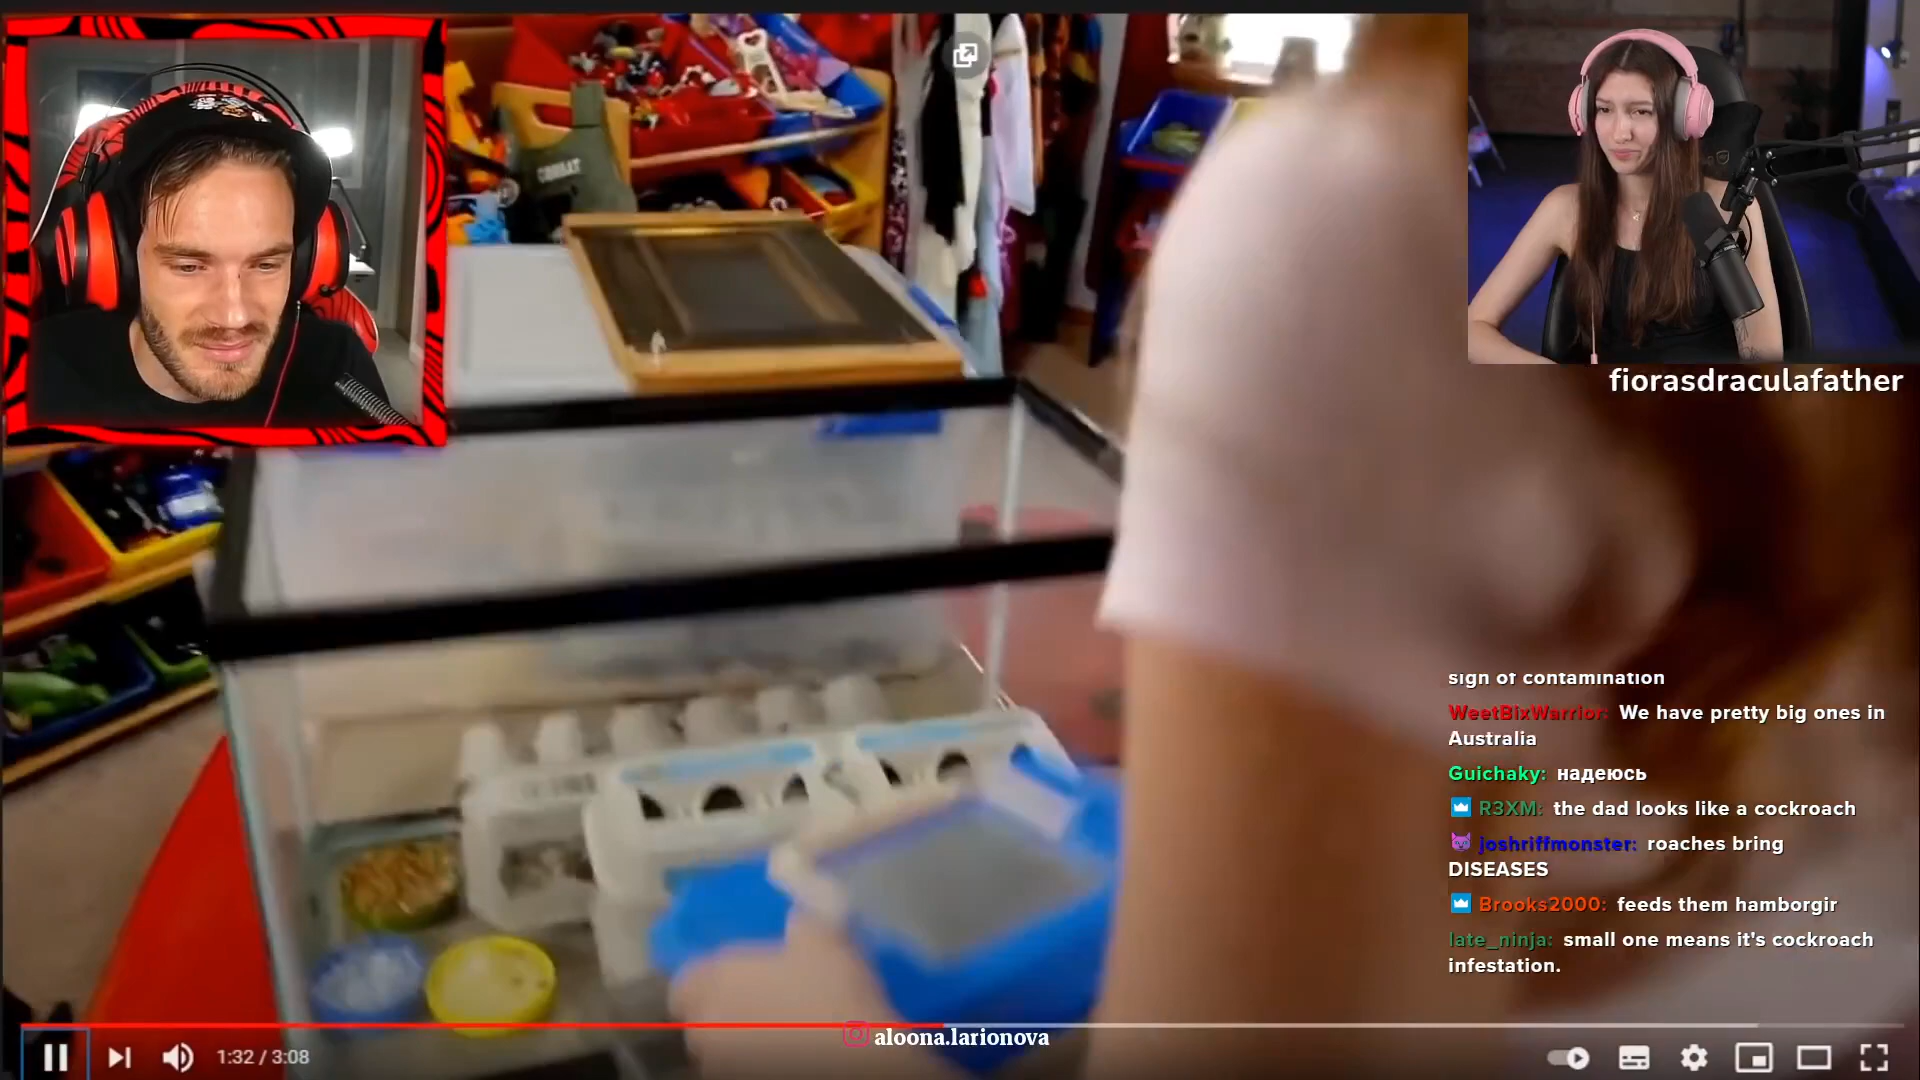 COMBAT
fiorasdraculafather
sign of contamination
WeetBixWarrior: We have pretty big ones in
Australia
Guichaky: надеюсь
R3XM: the dad looks like a cockroach
joshriffmonster: roaches bring
DISEASES
Brooks2000: feeds them hamborgir
late_ninja: small one means it's cockroach
infestation.
aloona.larionova
1:32 / 3:08